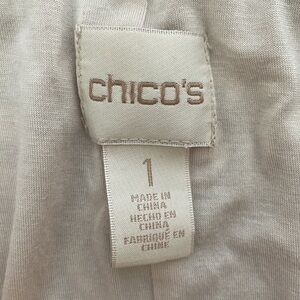 chico's
1
MADE IN
CHINA
HECHO EN
CHINA
FABRIQUÉ EN
CHINE